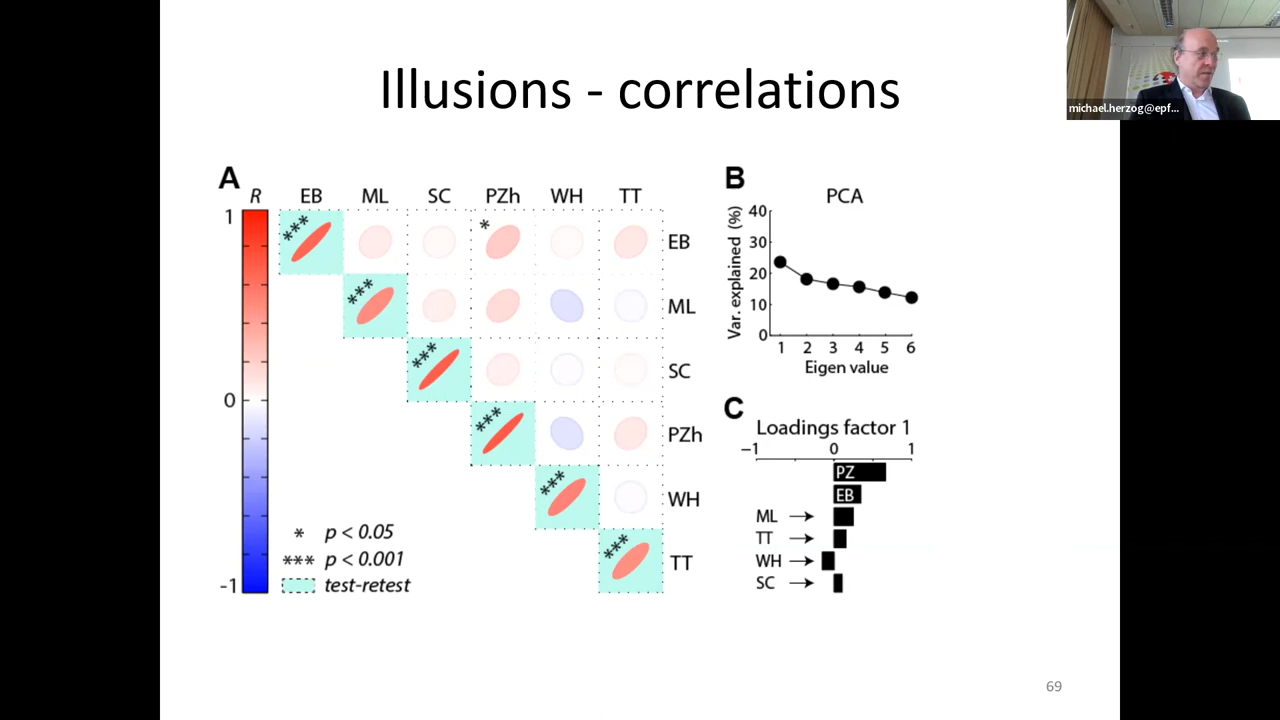 michael.herzog@epf...
Illusions - correlations
A
R EB ML SC PZh WH TT
1
0
-1
*** * EB
*** ML
*** SC
*** PZh
*** WH
*** TT
* p < 0.05
*** p < 0.001
test-retest
B
PCA
Var. explained (%)
40
30
20
10
0
1 2 3 4 5 6
Eigen value
C
Loadings factor 1
−1 0 1
PZ
EB
ML →
TT →
WH →
SC →
69